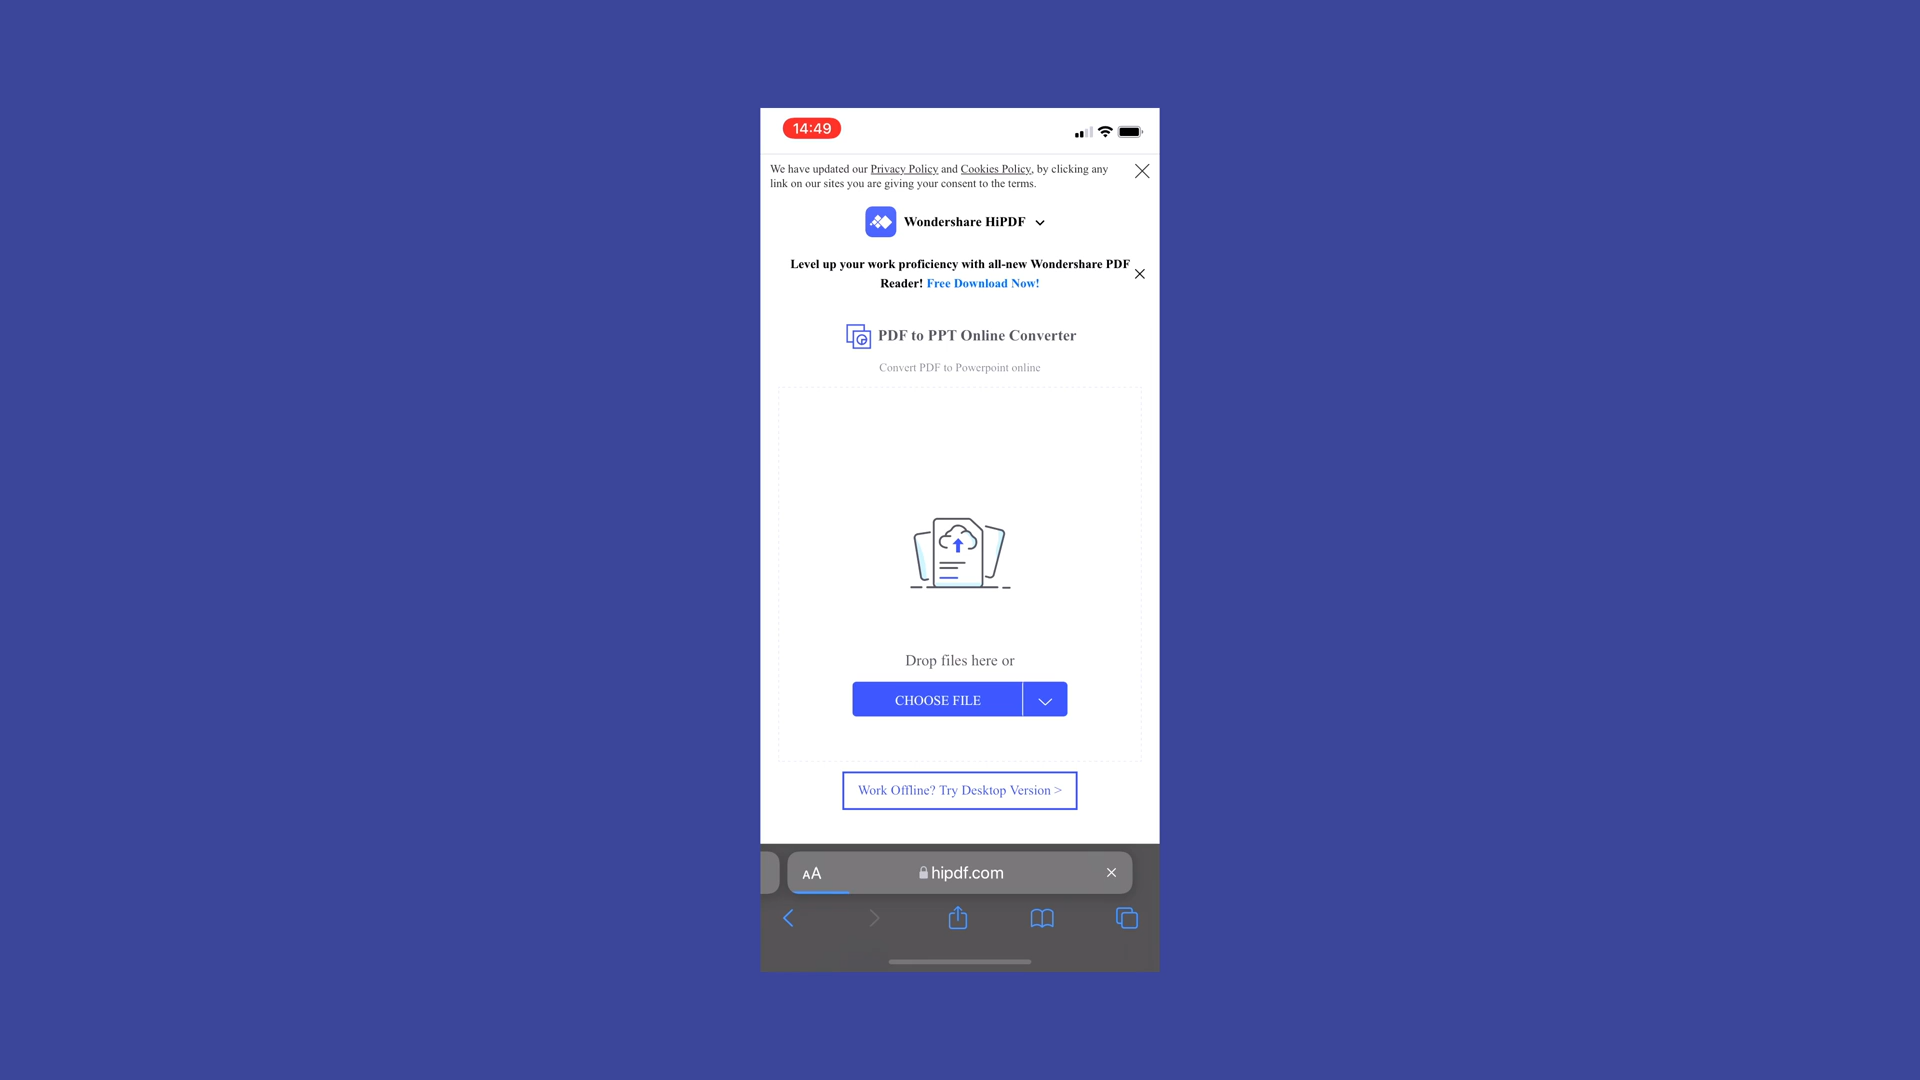 14:49
We have updated our Privacy Policy and Cookies Policy, by clicking any
link on our sites you are giving your consent to the terms.
Wondershare HiPDF
Level up your work proficiency with all-new Wondershare PDF
Reader! Free Download Now!
PDF to PPT Online Converter
Convert PDF to Powerpoint online
Drop files here or
CHOOSE FILE
Work Offline? Try Desktop Version >
AA hipdf.com